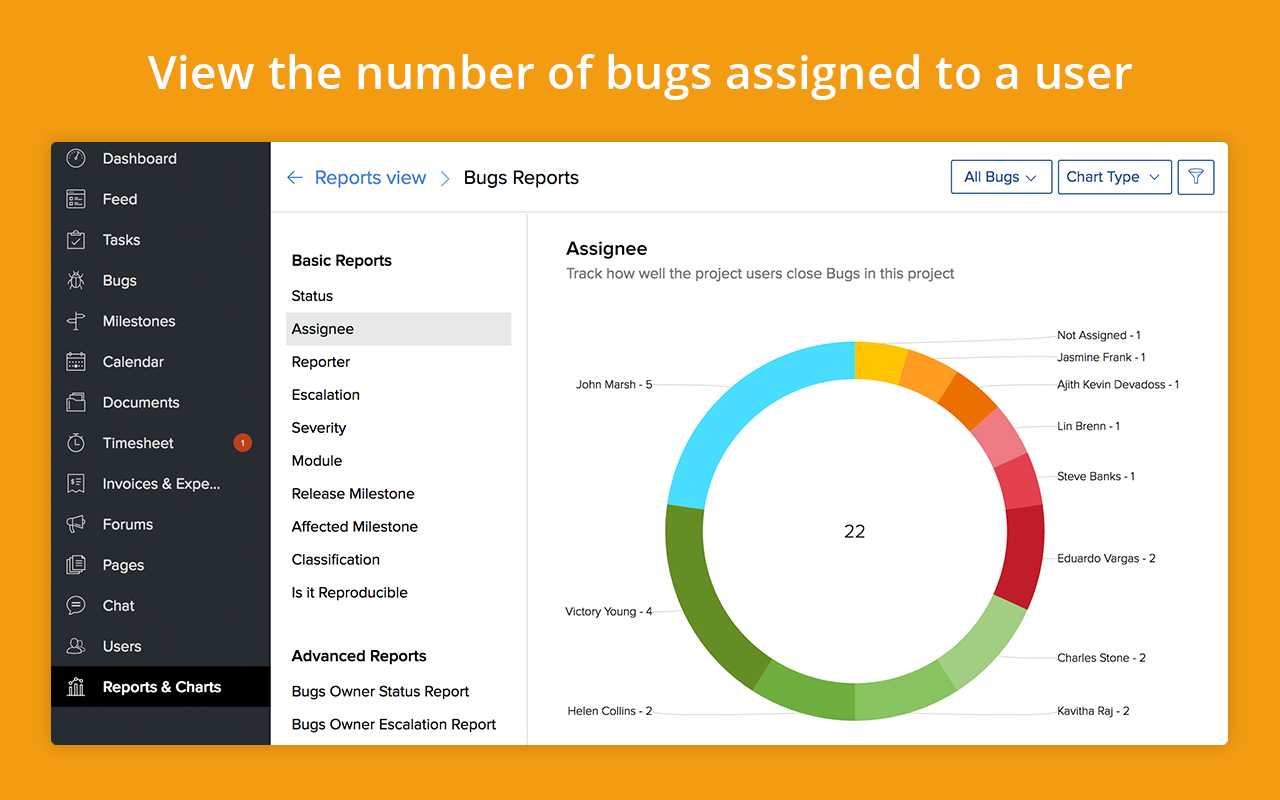 View the number of bugs assigned to a user
Dashboard
Feed
Tasks
Bugs
Milestones
Calendar
Documents
Timesheet 1
Invoices & Expe...
Forums
Pages
Chat
Users
Reports & Charts
Reports view Bugs Reports
All Bugs
Chart Type
Basic Reports
Status
Assignee
Reporter
Escalation
Severity
Module
Release Milestone
Affected Milestone
Classification
Is it Reproducible
Advanced Reports
Bugs Owner Status Report
Bugs Owner Escalation Report
Assignee
Track how well the project users close Bugs in this project
Not Assigned - 1
Jasmine Frank - 1
Ajith Kevin Devadoss - 1
Lin Brenn - 1
Steve Banks - 1
Eduardo Vargas - 2
Charles Stone - 2
Kavitha Raj - 2
Helen Collins - 2
Victory Young - 4
John Marsh - 5
22